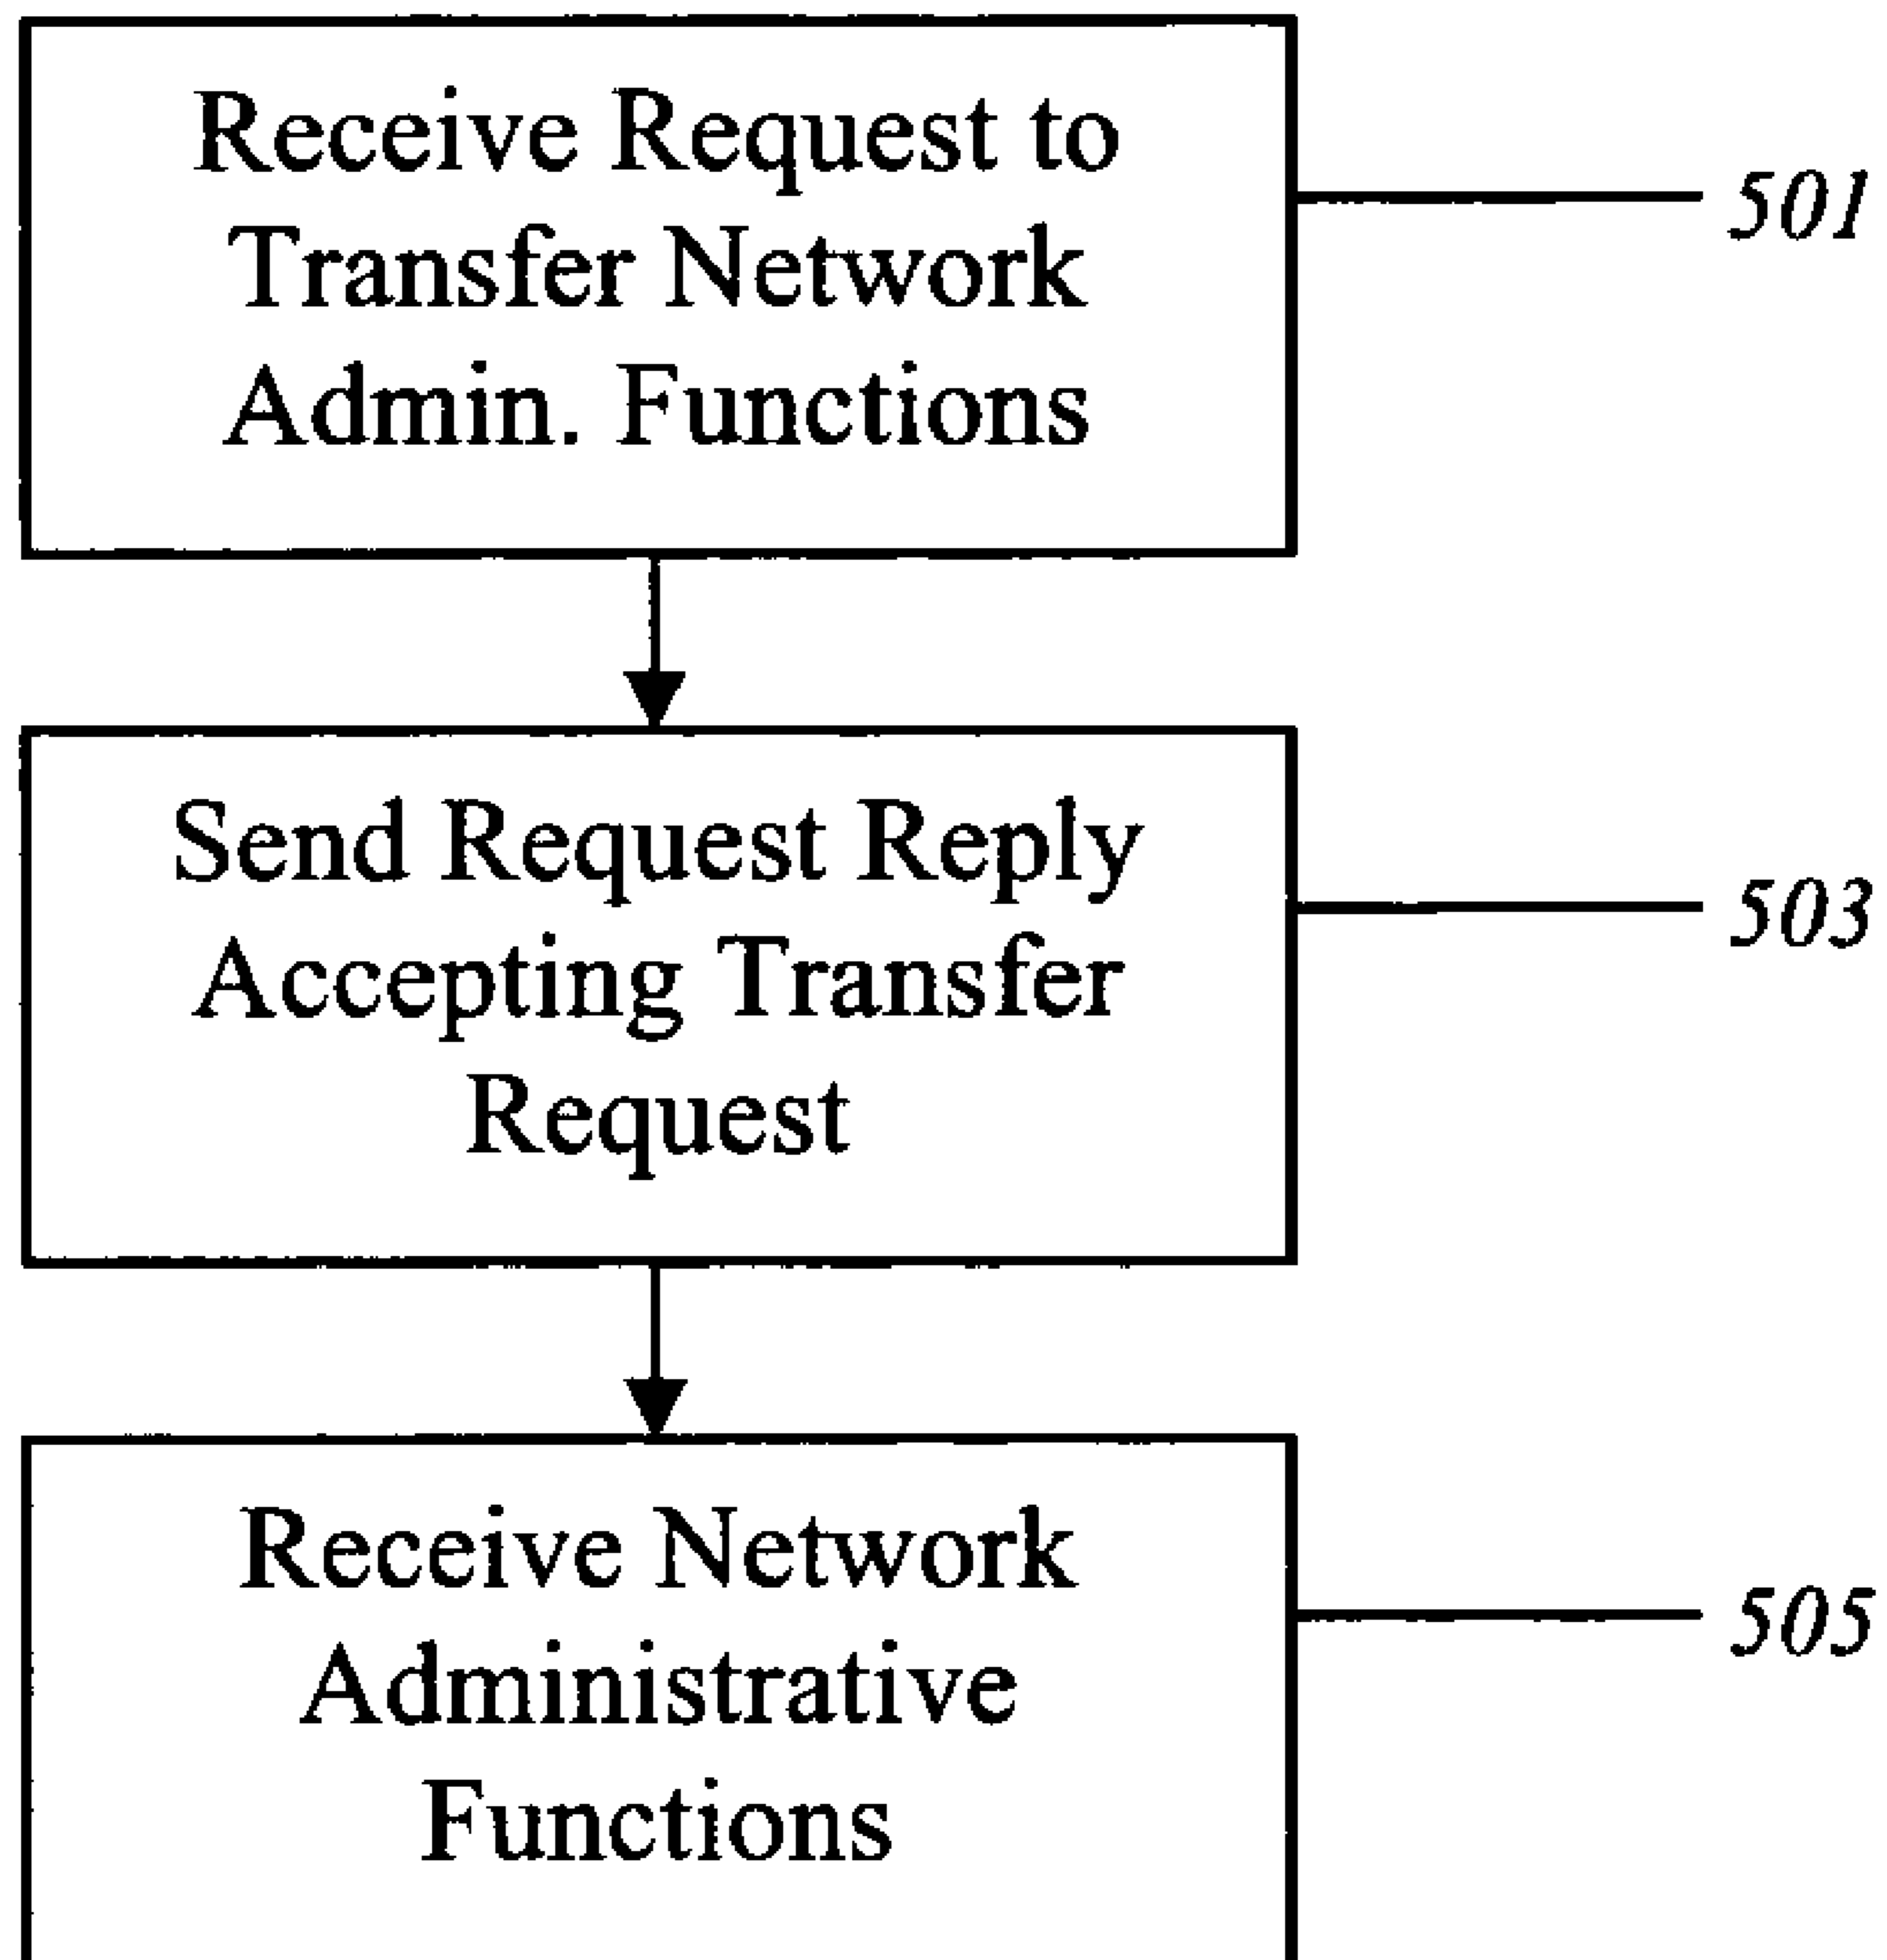 Receive Request to
Transfer Network
Admin. Functions
501
Send Request Reply
Accepting Transfer
Request
503
Receive Network
Administrative
Functions
505